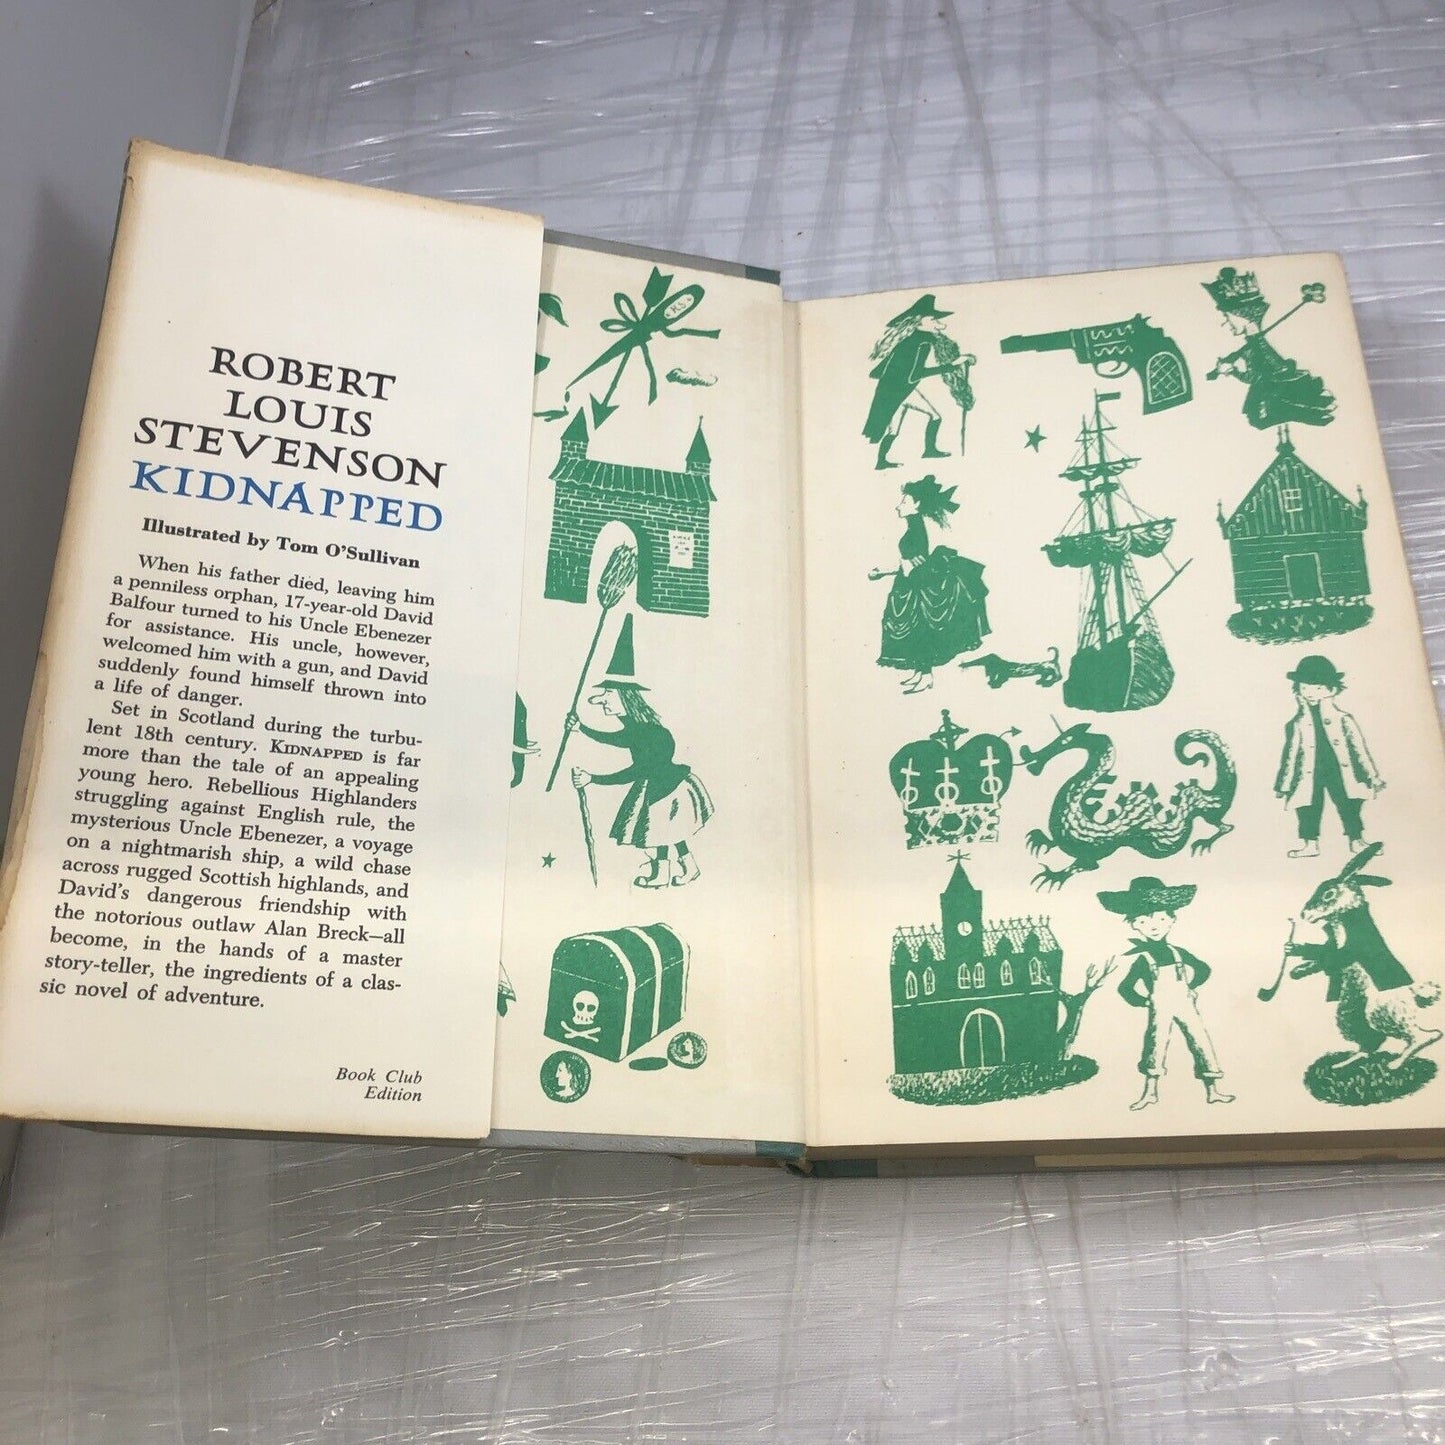 ROBERT
LOUIS
STEVENSON
KIDNAPPED
Illustrated by Tom O'Sullivan
When his father died, leaving him
a penniless orphan, 17-year-old David
Balfour turned to his Uncle Ebenezer
for assistance. His uncle, however,
welcomed him with a gun, and David
suddenly found himself thrown into
a life of danger.
Set in Scotland during the turbu-
lent 18th century. KIDNAPPED is far
more than the tale of an appealing
young hero. Rebellious Highlanders
struggling against English rule, the
mysterious Uncle Ebenezer, a voyage
on a nightmarish ship, a wild chase
across rugged Scottish highlands, and
David's dangerous friendship with
the notorious outlaw Alan Breck—all
become, in the hands of a master
story-teller, the ingredients of a clas-
sic novel of adventure.
Book Club
Edition